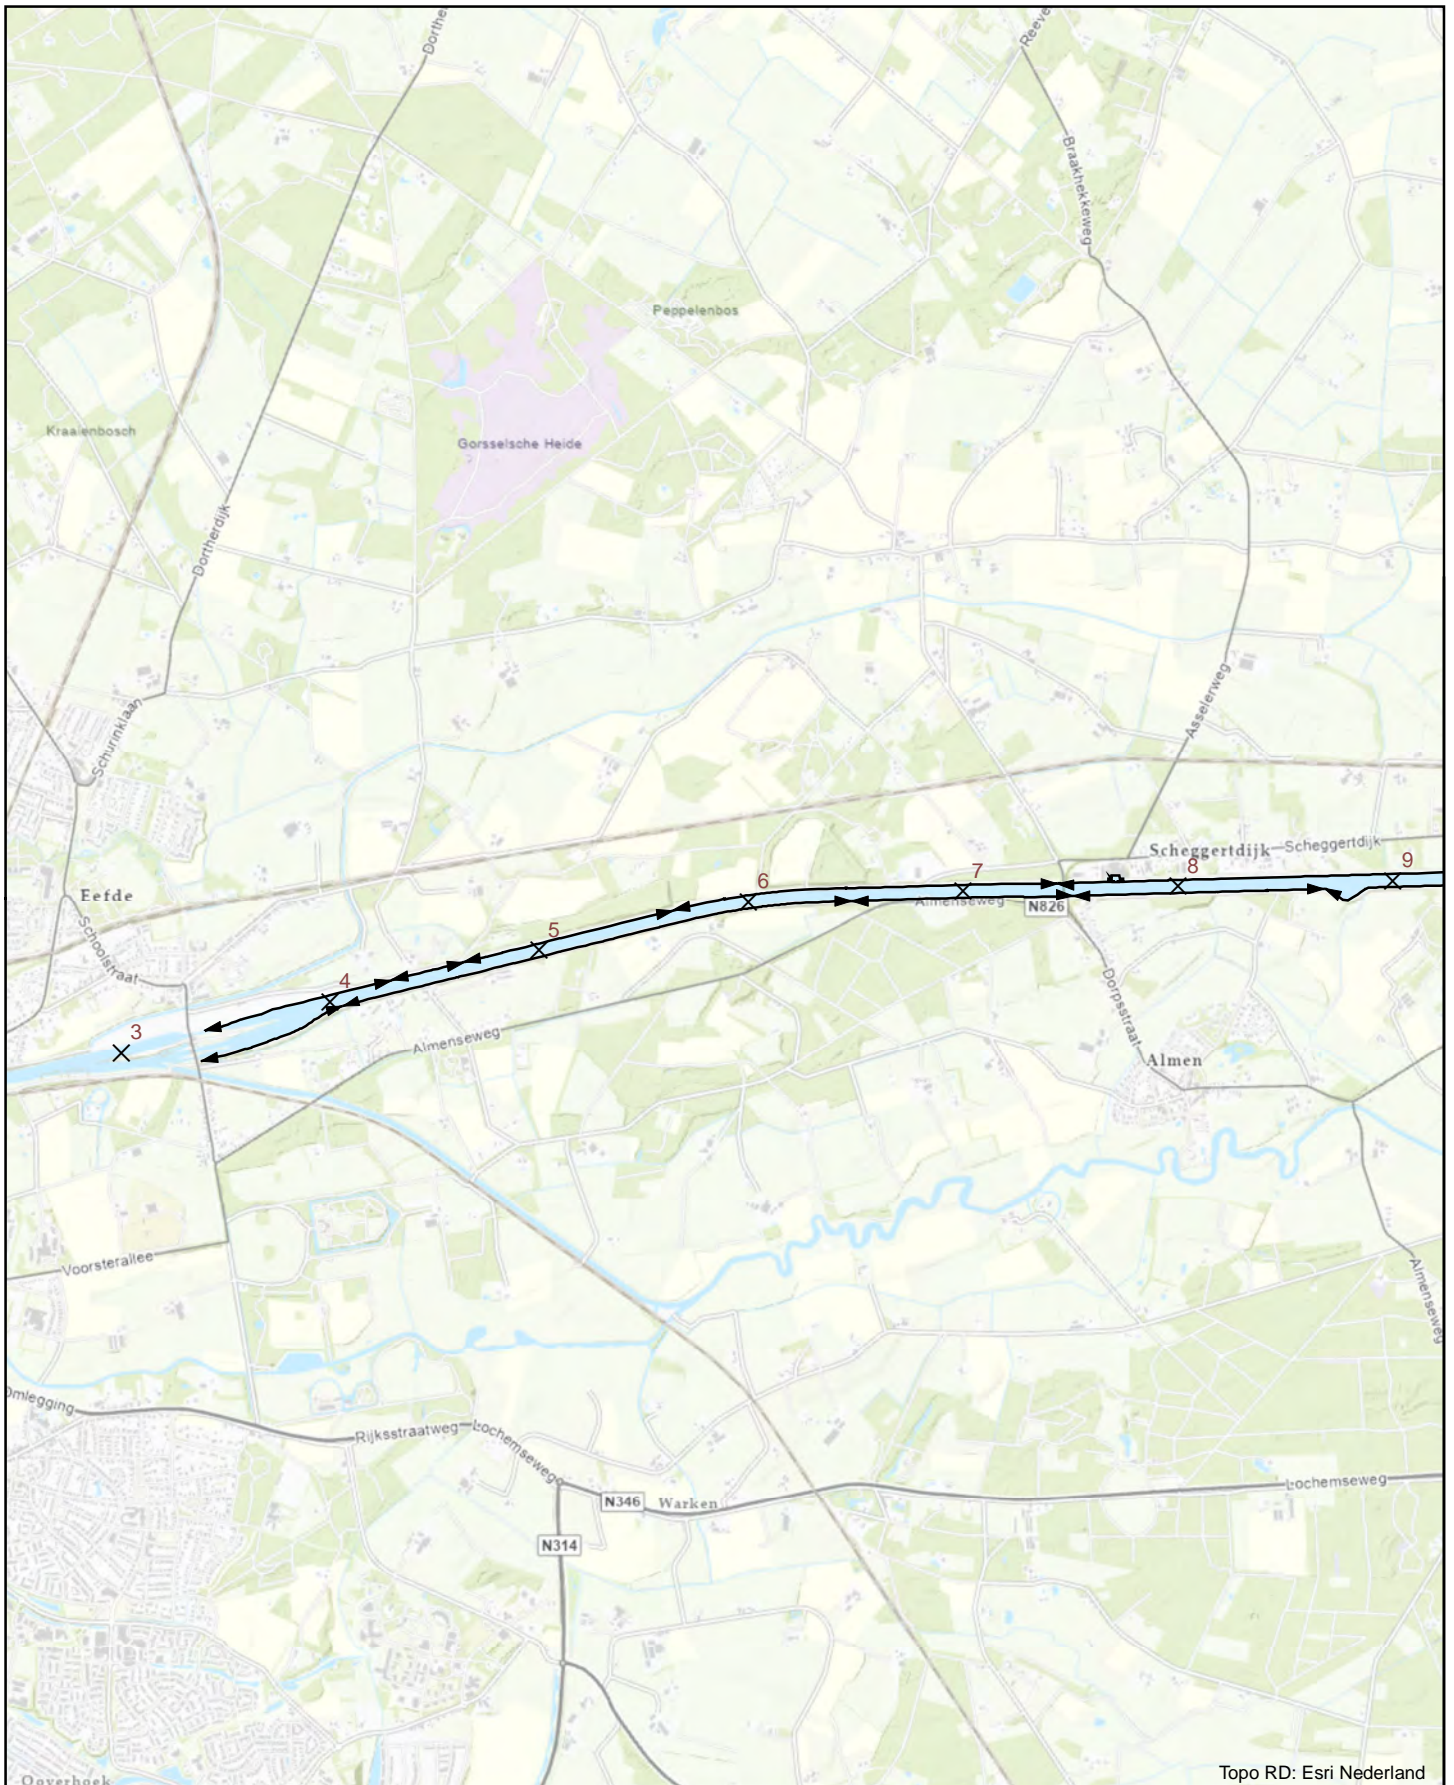 Dorthe
Reeve
Braakhekkeweg
Peppelenbos
Kraaienbosch
Gorsselsche Heide
Dortherdijk
Asselerweg
Schurinklaan
Scheggertdijk
Scheggertdijk
9
8
7
6
Eefde
Almenseweg
N826
Schoolstraat
5
4
3
Dorpsstraat
Almenseweg
Almen
Voorsterallee
Almenseweg
Omlegging
Rijksstraatweg
Lochemseweg
Lochemseweg
N346
Warken
N314
Topo RD: Esri Nederland
Ooyerhoek